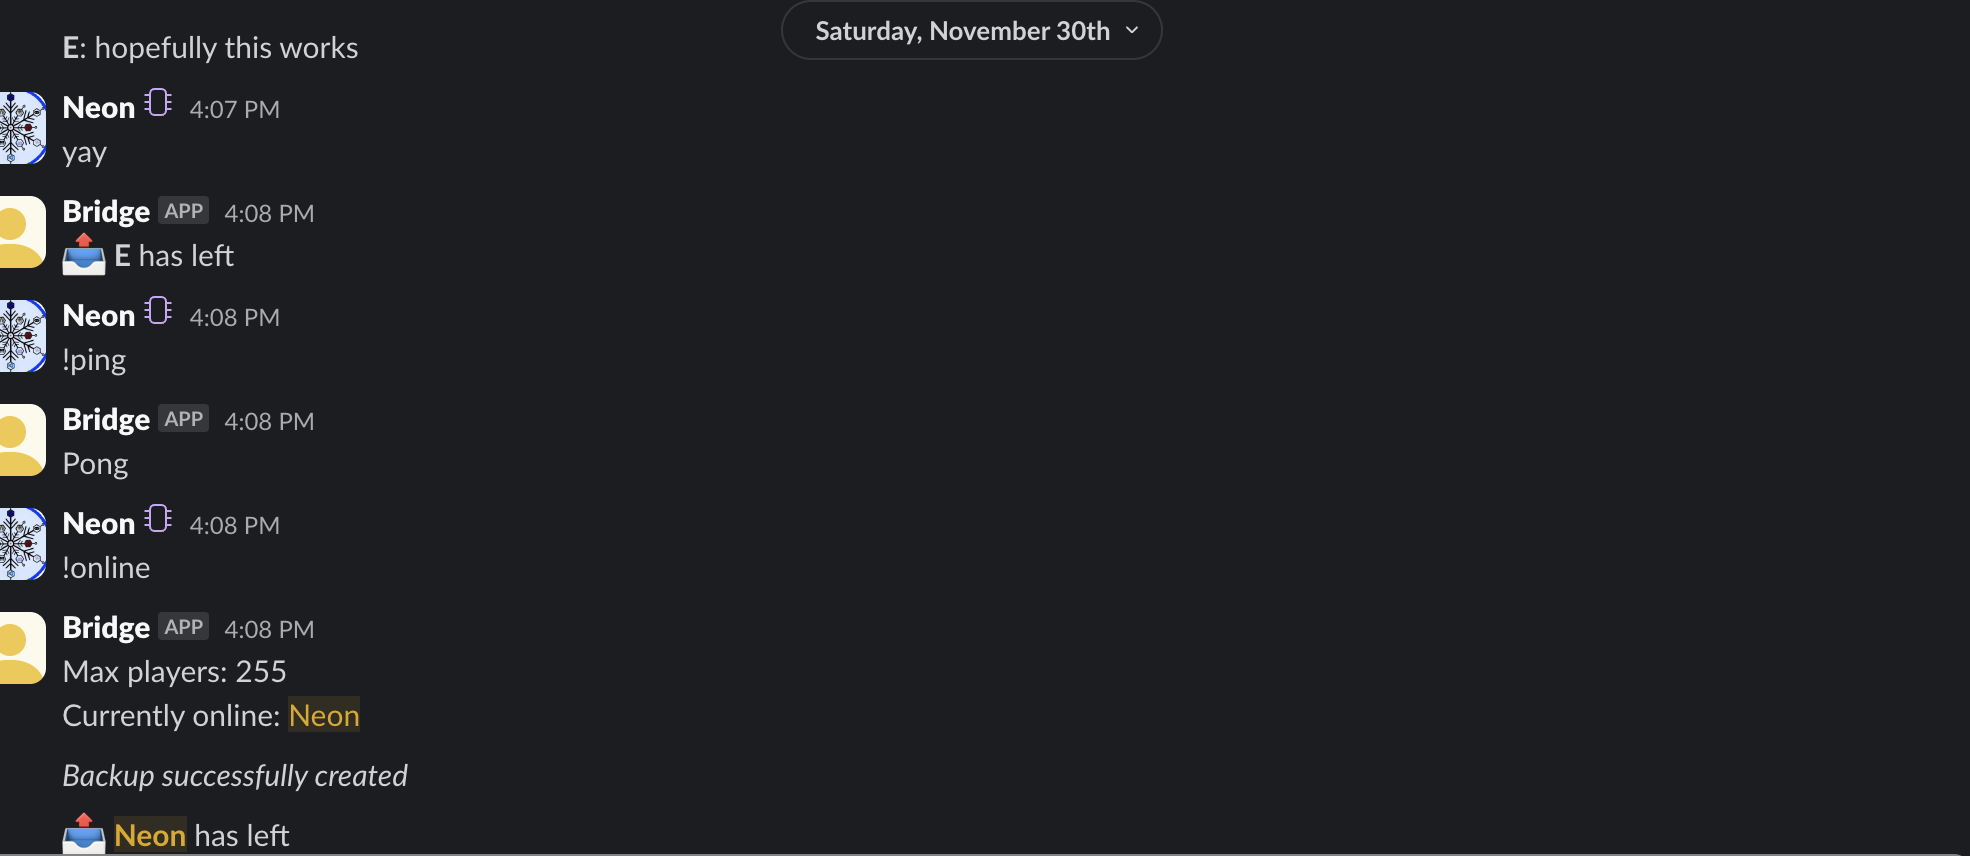 Saturday, November 30th
E: hopefully this works
Neon 4:07 PM
yay
Bridge APP 4:08 PM
E has left
Neon 4:08 PM
!ping
Bridge APP 4:08 PM
Pong
Neon 4:08 PM
!online
Bridge APP 4:08 PM
Max players: 255
Currently online: Neon
Backup successfully created
Neon has left